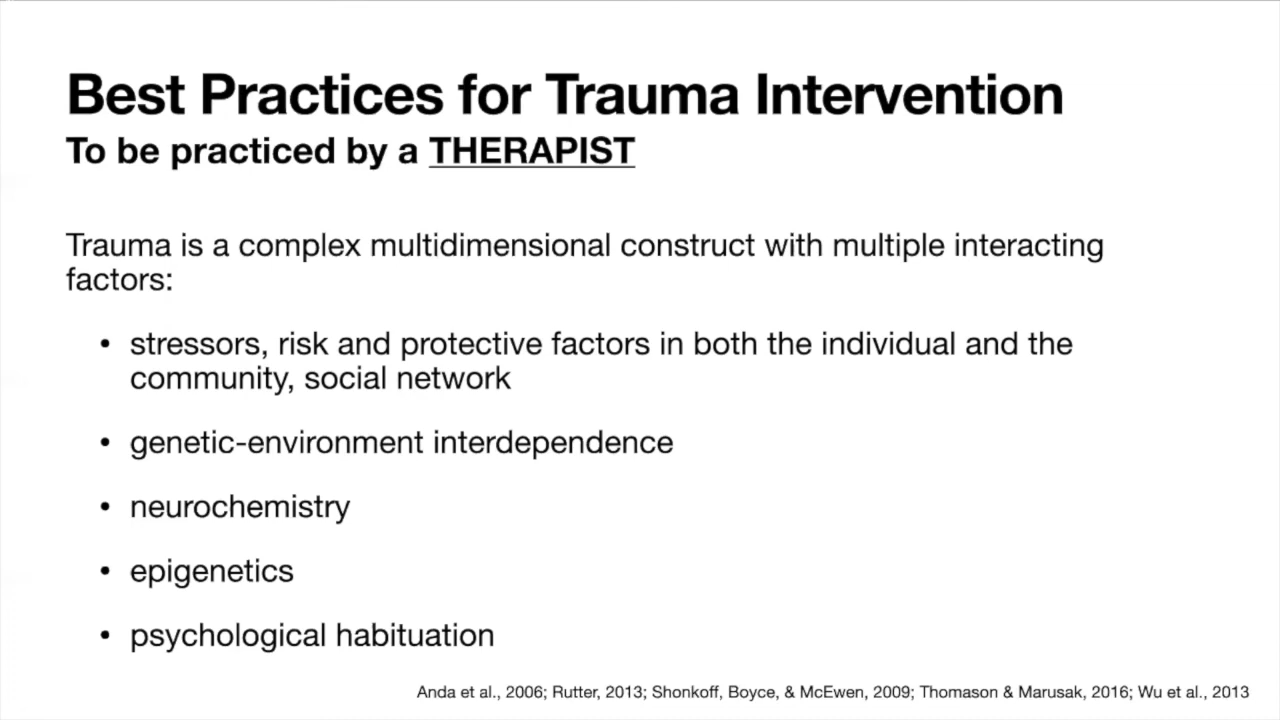 Best Practices for Trauma Intervention
To be practiced by a THERAPIST
Trauma is a complex multidimensional construct with multiple interacting
factors:
• stressors, risk and protective factors in both the individual and the
community, social network
• genetic-environment interdependence
• neurochemistry
• epigenetics
• psychological habituation
Anda et al., 2006; Rutter, 2013; Shonkoff, Boyce, & McEwen, 2009; Thomason & Marusak, 2016; Wu et al., 2013